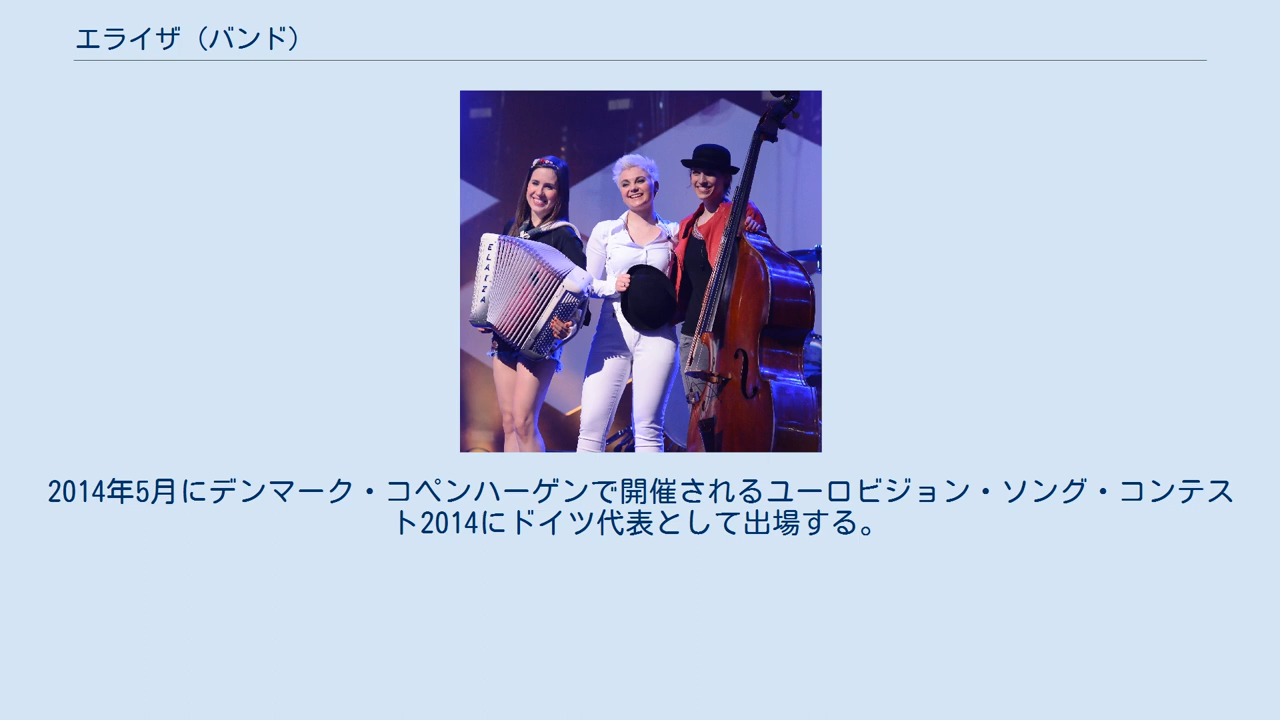 エライザ（バンド）
ELAIZA
2014年5月にデンマーク・コペンハーゲンで開催されるユーロビジョン・ソング・コンテス
ト2014にドイツ代表として出場する。